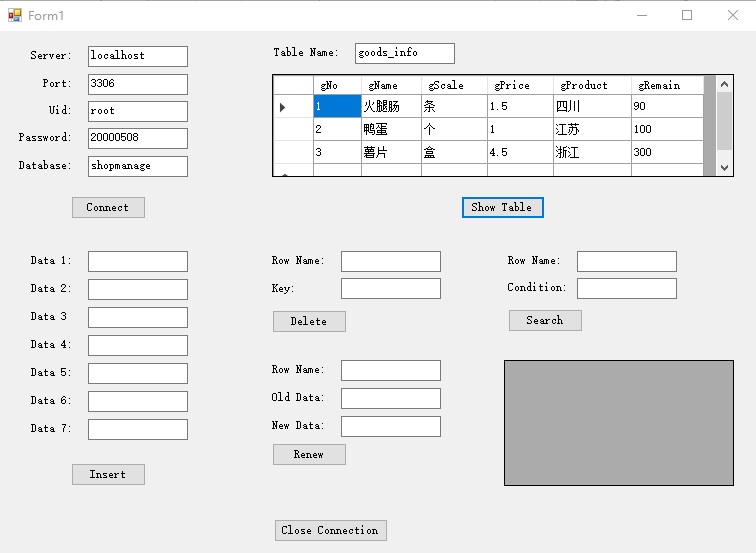 Form1
Server: localhost
Port: 3306
Uid: root
Password: 20000508
Database: shopmanage
Connect
Table Name: goods_info
gNo gName gScale gPrice gProduct gRemain
1 火腿肠 条 1.5 四川 90
2 鸭蛋 个 1 江苏 100
3 薯片 盒 4.5 浙江 300
Show Table
Data 1:
Data 2:
Data 3
Data 4:
Data 5:
Data 6:
Data 7:
Insert
Row Name:
Key:
Delete
Row Name:
Condition:
Search
Row Name:
Old Data:
New Data:
Renew
Close Connection